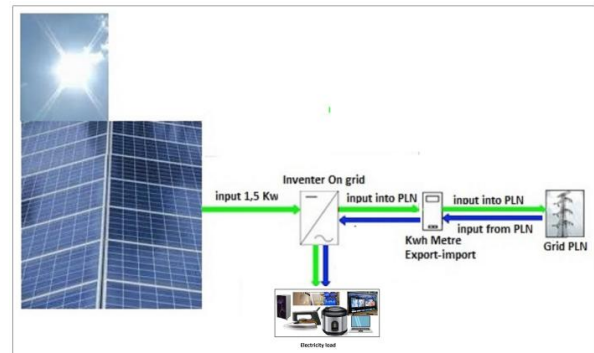 Inventer On grid
input 1,5 Kw
input into PLN
input into PLN
input from PLN
Kwh Metre
Export-import
Grid PLN
Electricity load